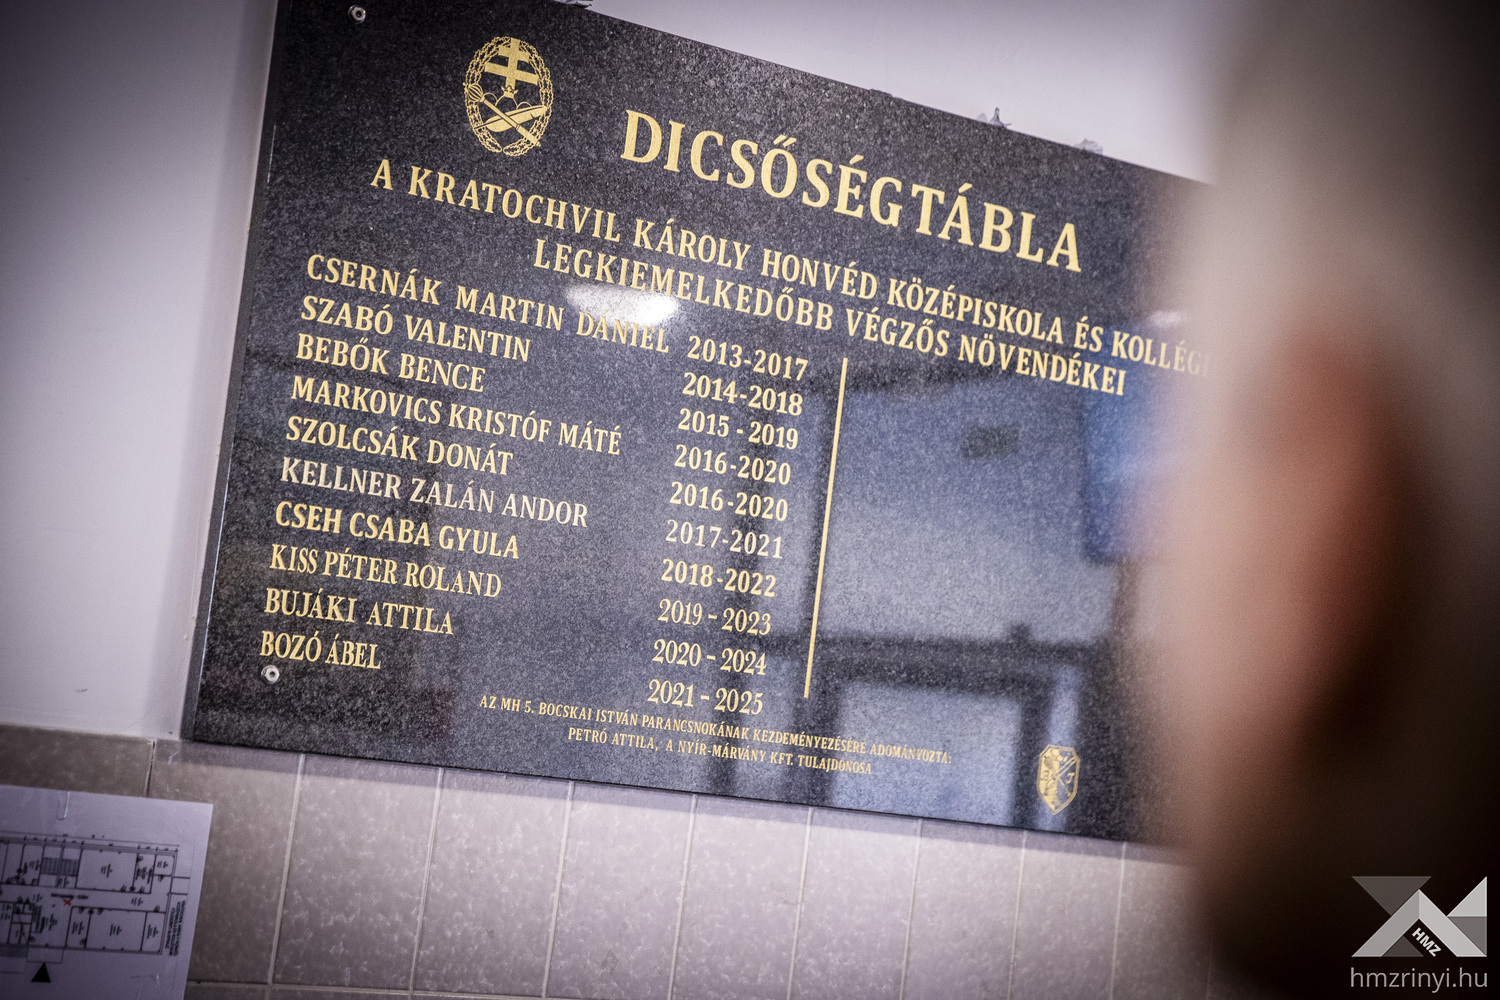 DICSŐSÉGTÁBLA
A KRATOCHVIL KÁROLY HONVÉD KÖZÉPISKOLA ÉS
LEGKIEMELKEDŐBB VÉGZŐS NÖVENDÉKEI
CSERNÁK MARTIN DÁNIEL 2013-2017
SZABÓ VALENTIN 2014-2018
BEBŐK BENCE 2015-2019
MARKOVICS KRISTÓF MÁTÉ 2016-2020
SZOLCSÁK DONÁT 2016-2020
KELLNER ZALÁN ANDOR 2017-2021
CSEH CSABA GYULA 2018-2022
KISS PÉTER ROLAND 2019-2023
BUJÁKI ATTILA 2020-2024
BOZÓ ÁBEL 2021-2025
AZ MH 5. BOCSKAI ISTVÁN PARANCSNOKÁNAK KEZDEMÉNYEZÉSÉRE ADOMÁNYOZTA:
PETRÓ ATTILA, A NYÍR-MÁRVÁNY KFT. TULAJDONOSA
HMZ
hmzrinyi.hu